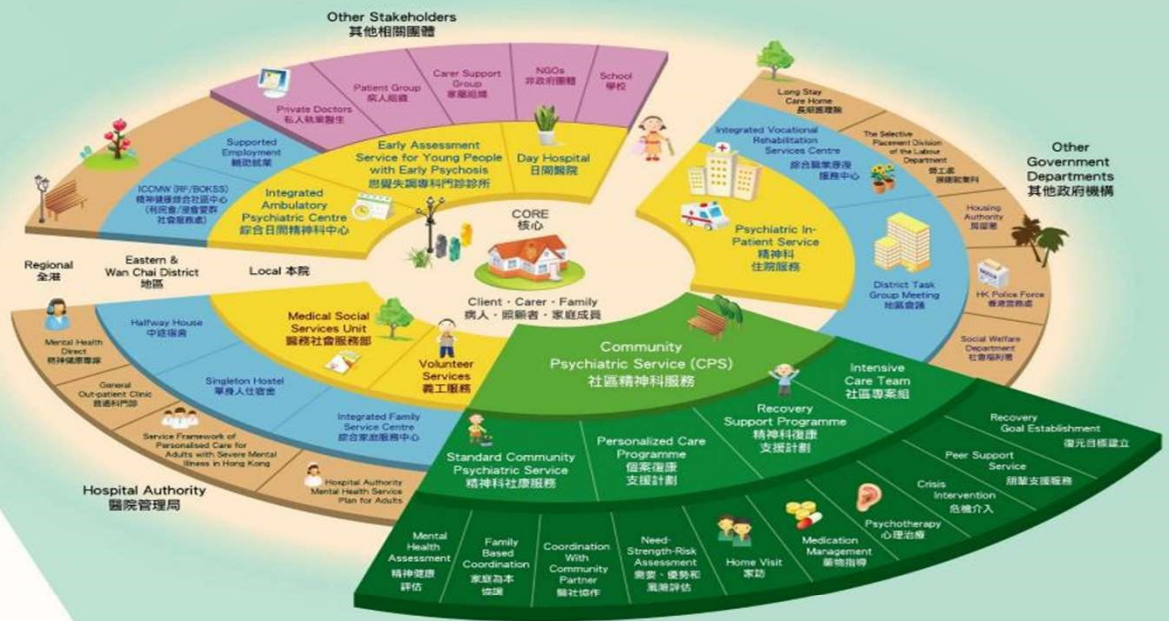 Other Stakeholders
其他相關團體
Private Doctors
私人執業醫生
Patient Group
病人組織
Carer Support
Group
家屬組織
NGOs
非政府團體
School
學校
Supported
Employment
輔助就業
ICCMW (RF/BOKSS)
精神健康綜合社區中心
(利民會/浸會愛群
社會服務處)
Early Assessment
Service for Young People
with Early Psychosis
思覺失調專科門診診所
Day Hospital
日間醫院
Integrated
Ambulatory
Psychiatric Centre
綜合日間精神科中心
Long Stay
Care Home
長期護理院
Integrated Vocational
Rehabilitation
Services Centre
綜合職業康復
服務中心
The Selective
Placement Division
of the Labour
Department
勞工處
展能就業科
Other
Government
Departments
其他政府機構
Housing
Authority
房屋署
Psychiatric In-
Patient Service
精神科
住院服務
District Task
Group Meeting
地區會議
HK Police Force
香港警務處
Social Welfare
Department
社會福利署
CORE
核心
Client・Carer・Family
病人・照顧者・家庭成員
Regional
全港
Eastern &
Wan Chai District
地區
Local 本院
Mental Health
Direct
精神健康專線
General
Out-patient Clinic
普通科門診
Service Framework of
Personalised Care for
Adults with Severe Mental
Illness in Hong Kong
Hospital Authority
Mental Health Service
Plan for Adults
Hospital Authority
醫院管理局
Halfway House
中途宿舍
Singleton Hostel
單身人仕宿舍
Integrated Family
Service Centre
綜合家庭服務中心
Medical Social
Services Unit
醫務社會服務部
Volunteer
Services
義工服務
Community
Psychiatric Service (CPS)
社區精神科服務
Standard Community
Psychiatric Service
精神科社康服務
Personalized Care
Programme
個案復康
支援計劃
Recovery
Support Programme
精神科復康
支援計劃
Intensive
Care Team
社區專案組
Mental
Health
Assessment
精神健康
評估
Family
Based
Coordination
家庭為本
協調
Coordination
With
Community
Partner
醫社協作
Need-
Strength-Risk
Assessment
需要、優勢和
風險評估
Home Visit
家訪
Medication
Management
藥物指導
Psychotherapy
心理治療
Crisis
Intervention
危機介入
Peer Support
Service
朋輩支援服務
Recovery
Goal Establishment
復元目標建立